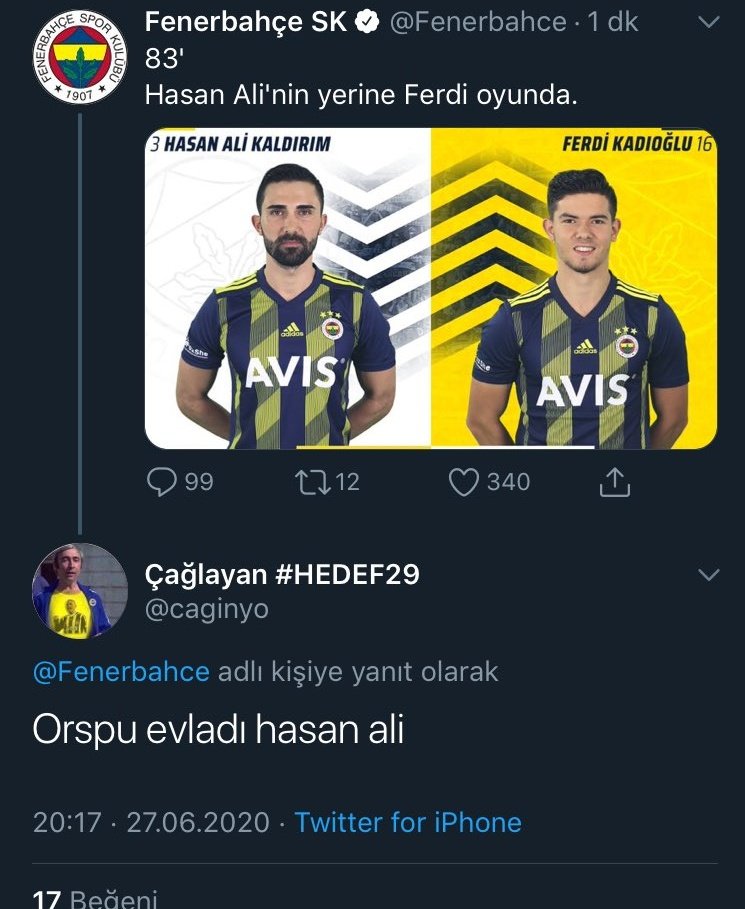 Fenerbahçe SK @Fenerbahce · 1 dk
83'
Hasan Ali'nin yerine Ferdi oyunda.
3 HASAN ALİ KALDIRIM
FERDİ KADIOĞLU 16
FENERBAHÇE SPOR KULÜBÜ
1907
adidas
AVIS
adidas
AVIS
99 12 340
Çağlayan #HEDEF29
@caginyo
@Fenerbahce adlı kişiye yanıt olarak
Orspu evladı hasan ali
20:17 · 27.06.2020 · Twitter for iPhone
17 Beğeni